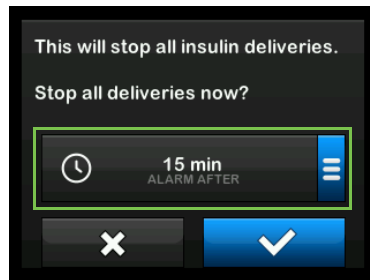 This will stop all insulin deliveries.
Stop all deliveries now?
15 min
ALARM AFTER